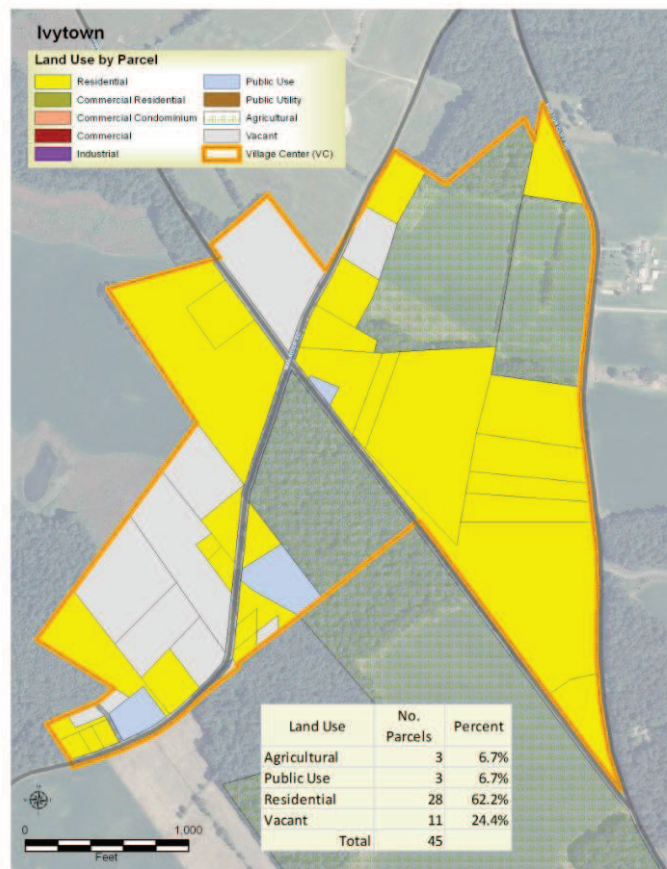 Ivytown
Land Use by Parcel
Residential
Commercial Residential
Commercial Condominium
Commercial
Industrial
Public Use
Public Utility
Agricultural
Vacant
Village Center (VC)
Land Use No. Parcels Percent
Agricultural 3 6.7%
Public Use 3 6.7%
Residential 28 62.2%
Vacant 11 24.4%
Total 45
0 1,000
Feet